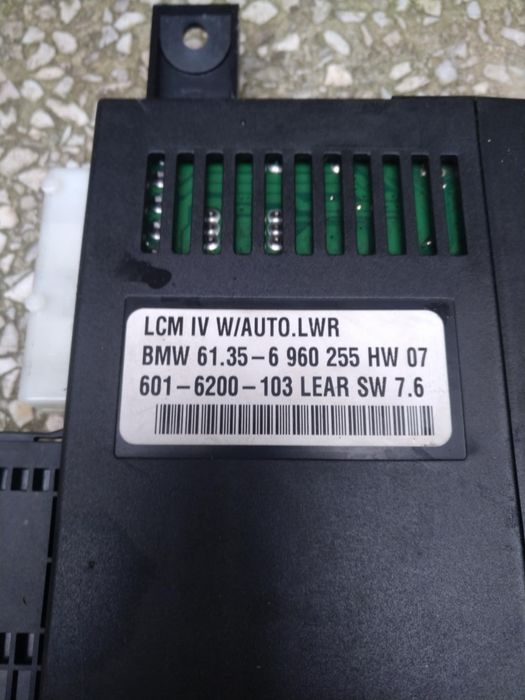 LCM IV W/AUTO.LWR
BMW 61.35-6 960 255 HW 07
601-6200-103 LEAR SW 7.6